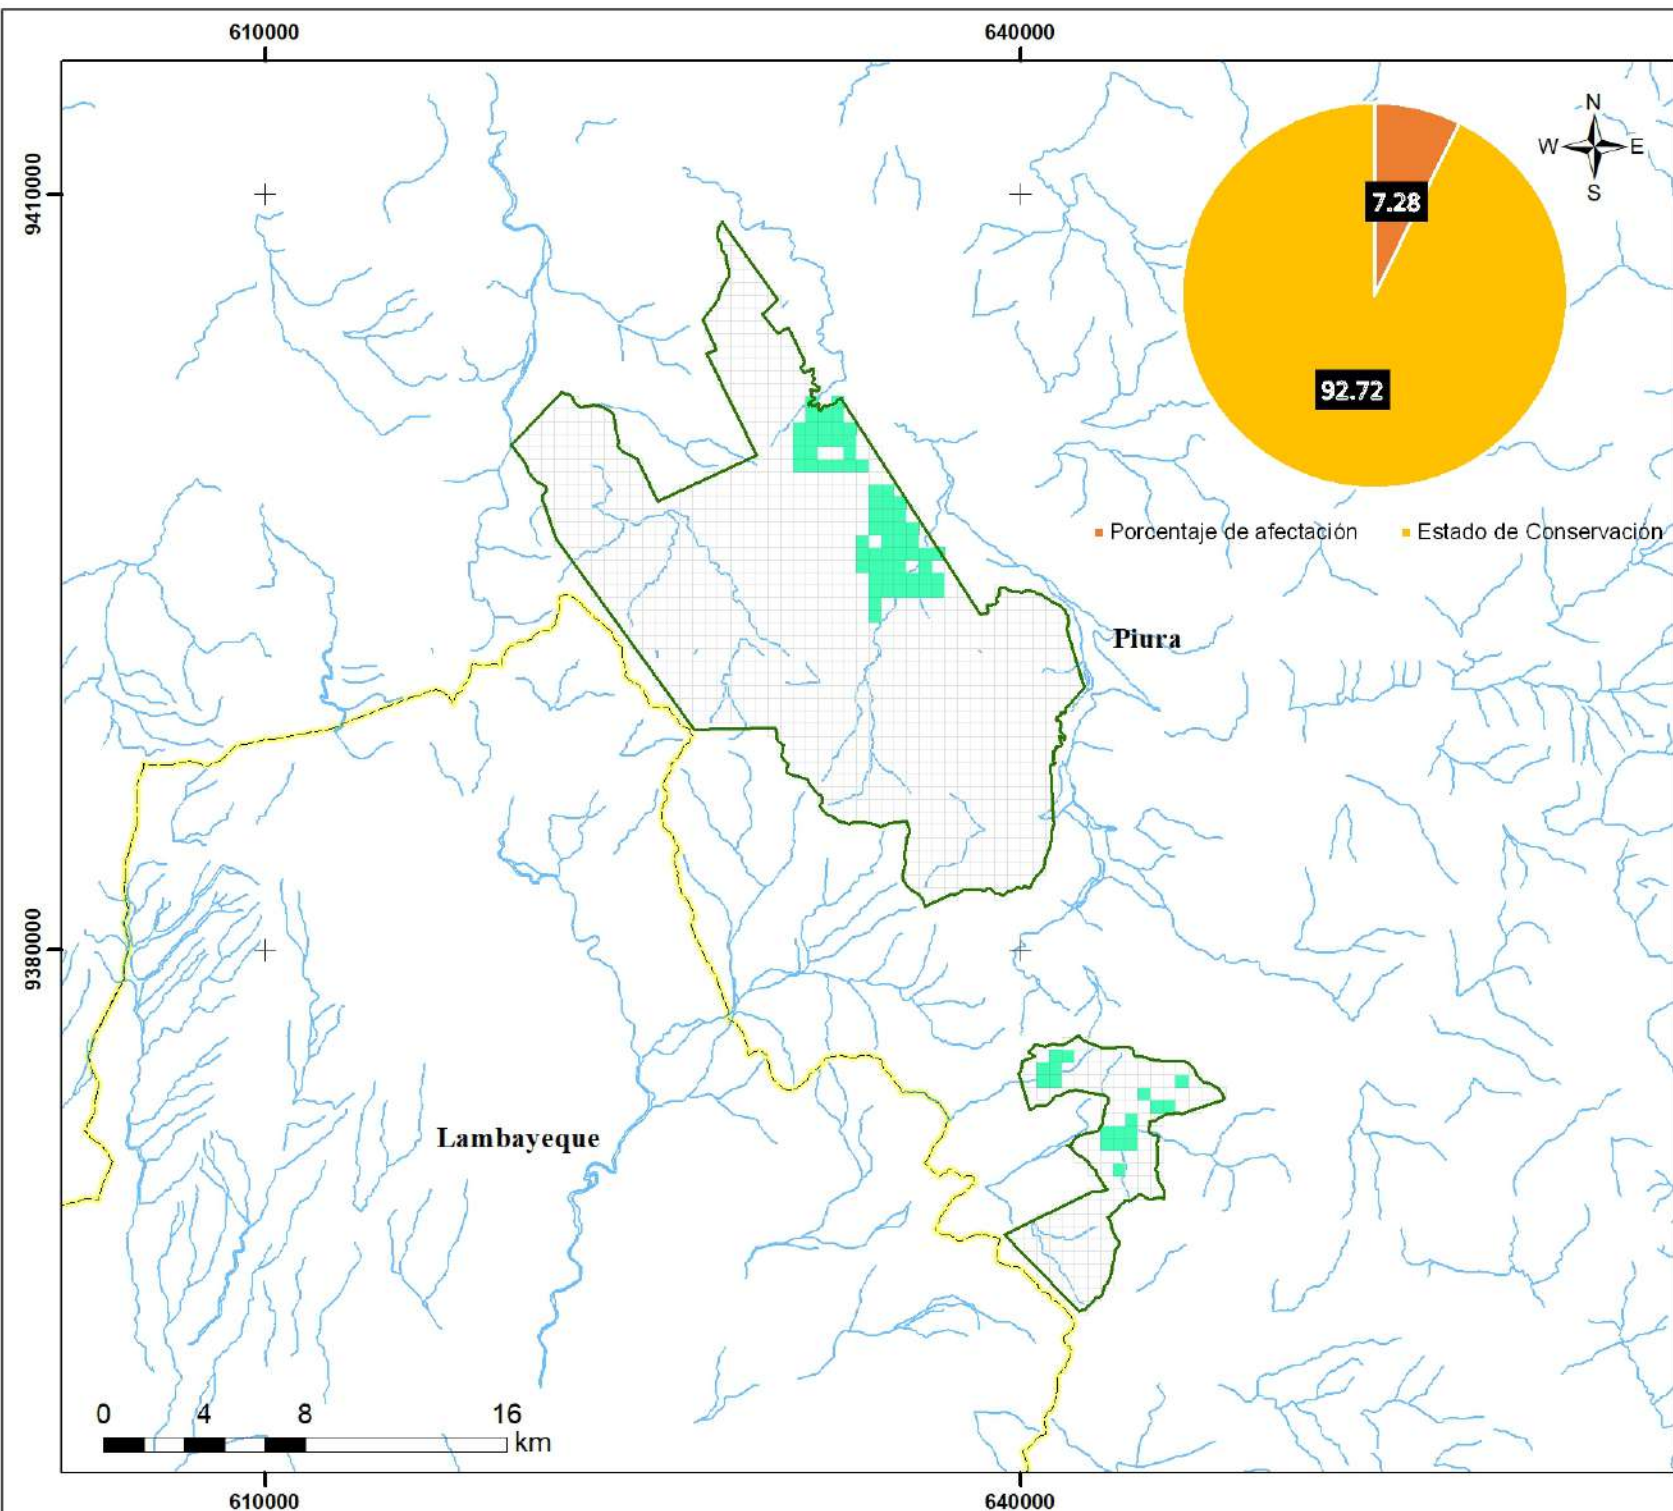 610000 640000
N
W E
S
9410000
7.28
92.72
Porcentaje de afectación Estado de Conservación
Piura
9380000
Lambayeque
0 4 8 16
km
610000 640000